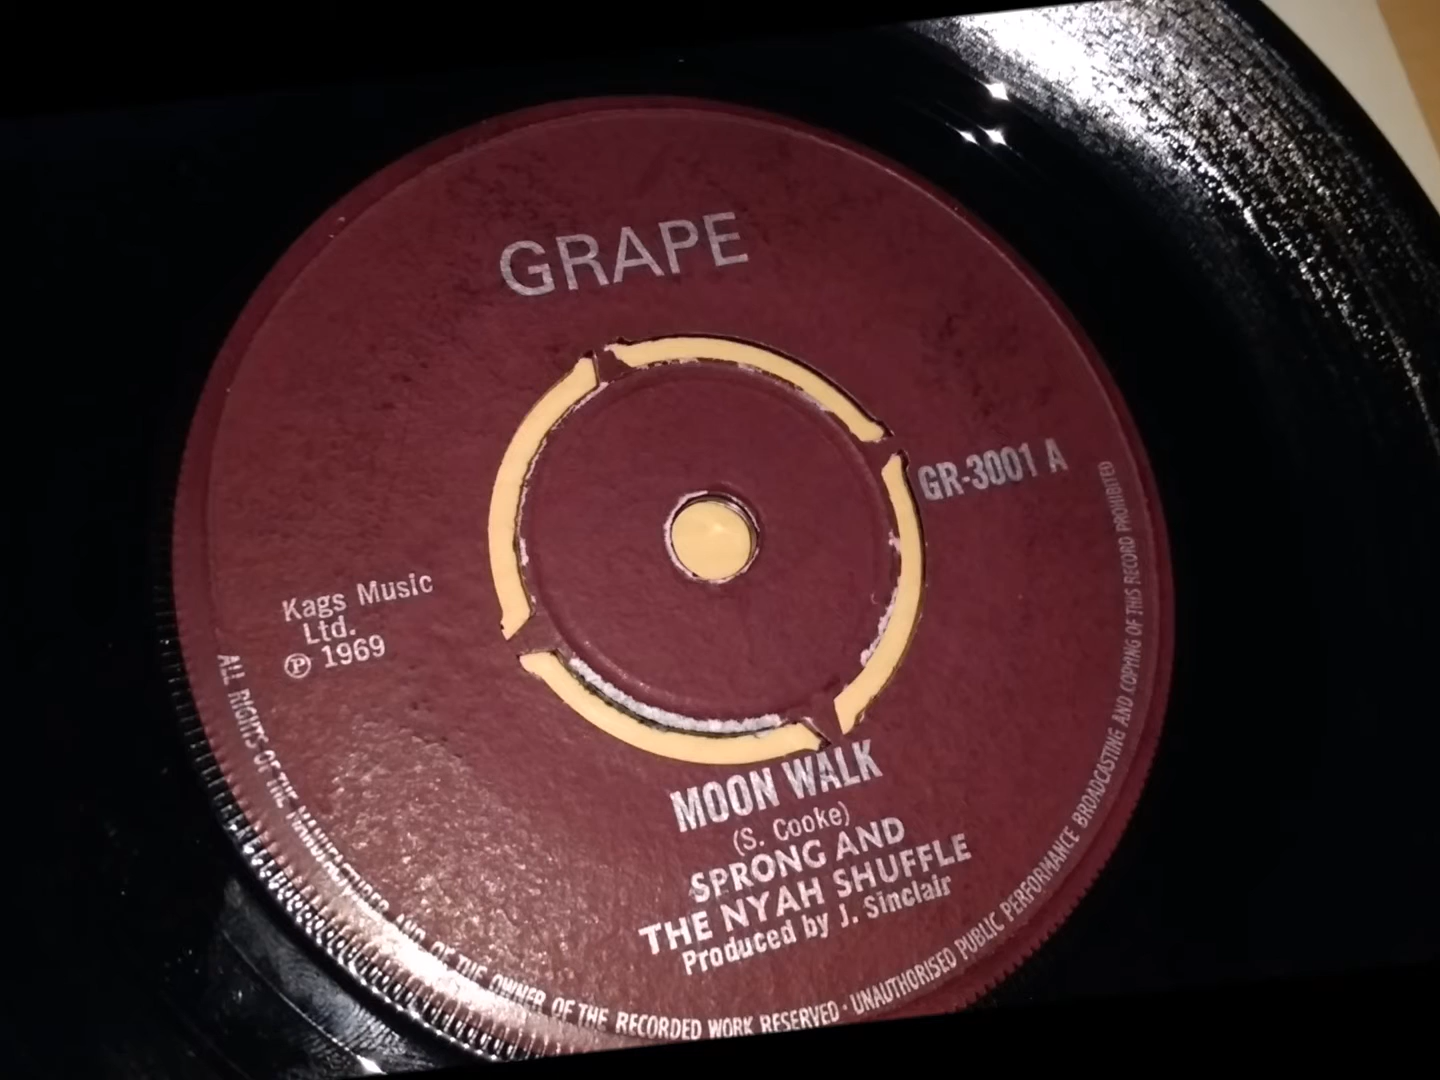 GRAPE
GR-3001 A
Kags Music
Ltd.
℗ 1969
MOON WALK
(S. Cooke)
SPRONG AND
THE NYAH SHUFFLE
Produced by J. Sinclair
ALL RIGHTS OF THE MANUFACTURER AND OF THE OWNER OF THE RECORDED WORK RESERVED · UNAUTHORISED PUBLIC PERFORMANCE BROADCASTING AND COPYING OF THIS RECORD PROHIBITED